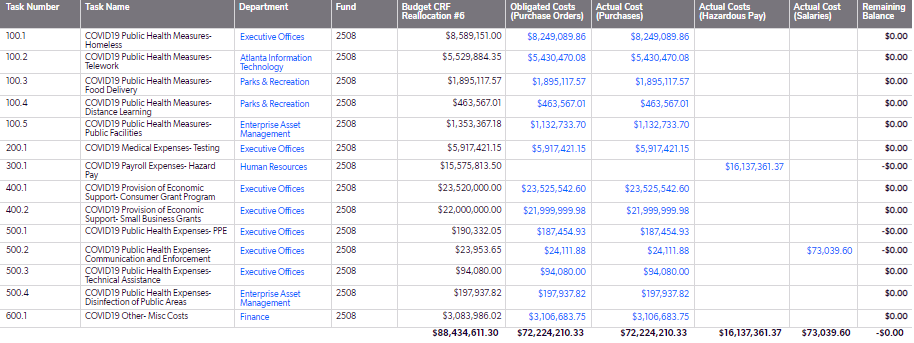 Task Number Task Name Department Fund Budget CRF Obligated Costs Actual Cost Actual Costs Actual Cost Remaining
Reallocation #6 (Purchase Orders) (Purchases) (Hazardous Pay) (Salaries) Balance
100.1 COVID19 Public Health Measures- Executive Offices 2508 $8,589,151.00 $8,249,089.86 $8,249,089.86 $0.00
Homeless
100.2 COVID19 Public Health Measures- Atlanta Information 2508 $5,529,884.35 $5,430,470.08 $5,430,470.08 $0.00
Telework Technology
100.3 COVID19 Public Health Measures- Parks & Recreation 2508 $1,895,117.57 $1,895,117.57 $1,895,117.57 $0.00
Food Delivery
100.4 COVID19 Public Health Measures- Parks & Recreation 2508 $463,567.01 $463,567.01 $463,567.01 $0.00
Distance Learning
100.5 COVID19 Public Health Measures- Enterprise Asset 2508 $1,353,367.18 $1,132,733.70 $1,132,733.70 $0.00
Public Facilities Management
200.1 COVID19 Medical Expenses- Testing Executive Offices 2508 $5,917,421.15 $5,917,421.15 $5,917,421.15 $0.00
300.1 COVID19 Payroll Expenses- Hazard Human Resources 2508 $15,575,813.50 $16,137,361.37 -$0.00
Pay
400.1 COVID19 Provision of Economic Executive Offices 2508 $23,520,000.00 $23,525,542.60 $23,525,542.60 $0.00
Support- Consumer Grant Program
400.2 COVID19 Provision of Economic Executive Offices 2508 $22,000,000.00 $21,999,999.98 $21,999,999.98 $0.00
Support- Small Business Grants
500.1 COVID19 Public Health Expenses- PPE Executive Offices 2508 $190,332.05 $187,454.93 $187,454.93 -$0.00
500.2 COVID19 Public Health Expenses- Executive Offices 2508 $23,953.65 $24,111.88 $24,111.88 $73,039.60 -$0.00
Communication and Enforcement
500.3 COVID19 Public Health Expenses- Executive Offices 2508 $94,080.00 $94,080.00 $94,080.00 $0.00
Technical Assistance
500.4 COVID19 Public Health Expenses- Enterprise Asset 2508 $197,937.82 $197,937.82 $197,937.82 $0.00
Disinfection of Public Areas Management
600.1 COVID19 Other- Misc Costs Finance 2508 $3,083,986.02 $3,106,683.75 $3,106,683.75 $0.00
$88,434,611.30 $72,224,210.33 $72,224,210.33 $16,137,361.37 $73,039.60 -$0.00